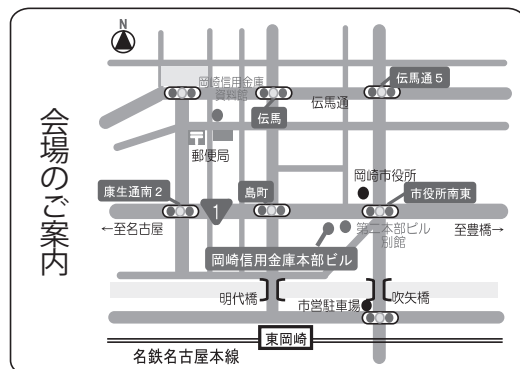 会場のご案内
N
岡崎信用金庫
資料館
伝馬
伝馬通
伝馬通5
〒
郵便局
康生通南2
1
島町
岡崎市役所
市役所南東
←至名古屋
岡崎信用金庫本部ビル
第二本部ビル
別館
至豊橋→
明代橋
市営駐車場
吹矢橋
東岡崎
名鉄名古屋本線